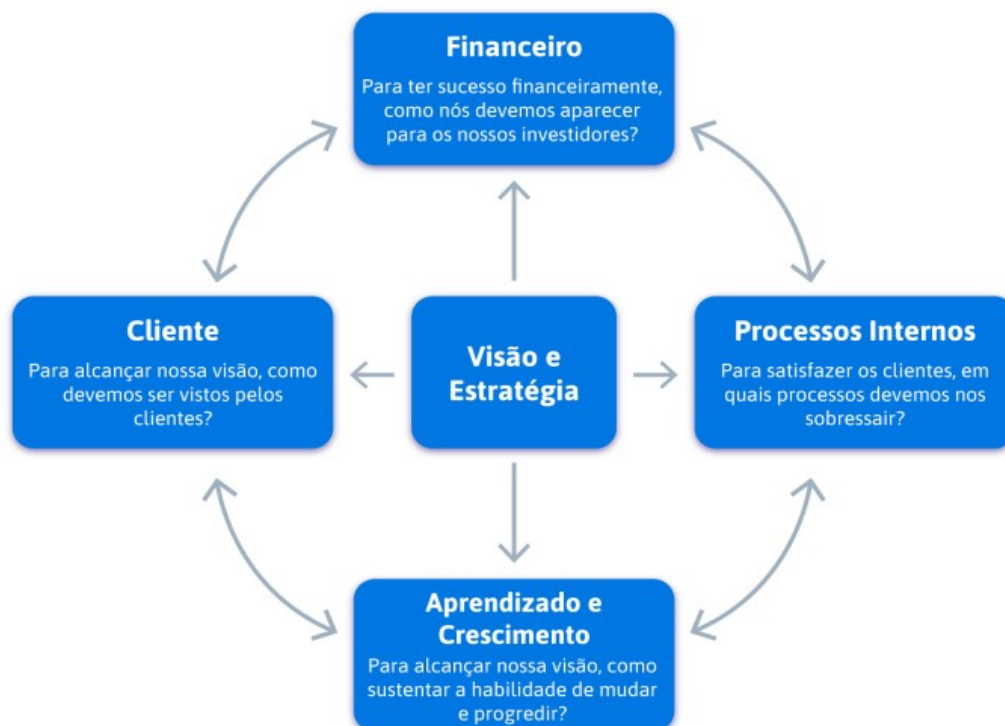 Financeiro
Para ter sucesso financeiramente,
como nós devemos aparecer
para os nossos investidores?
Cliente
Para alcançar nossa visão, como
devemos ser vistos pelos
clientes?
Visão e
Estratégia
Processos Internos
Para satisfazer os clientes, em
quais processos devemos nos
sobressair?
Aprendizado e
Crescimento
Para alcançar nossa visão, como
sustentar a habilidade de mudar
e progredir?